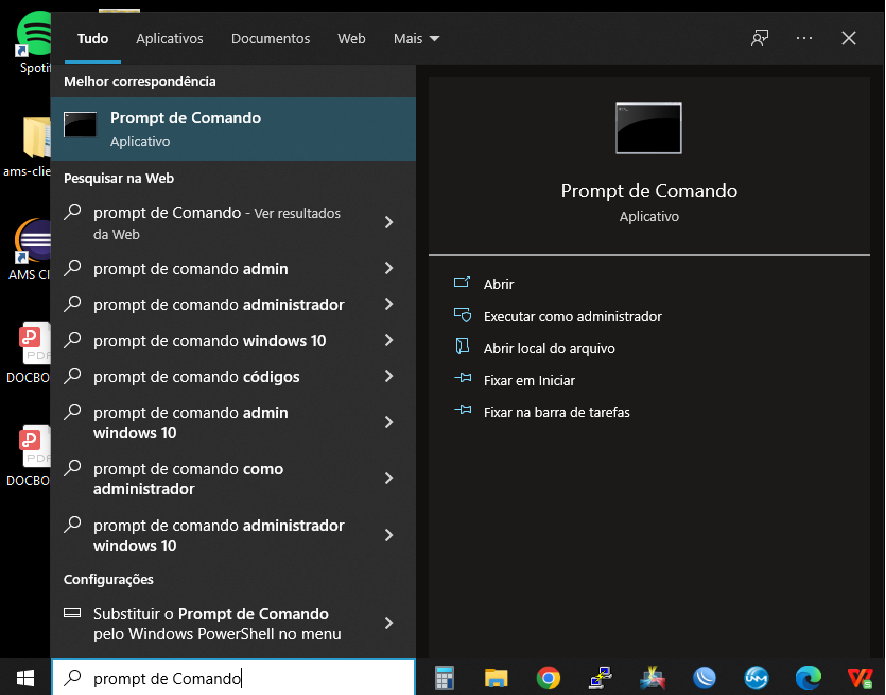 Tudo Aplicativos Documentos Web Mais
Melhor correspondência
Prompt de Comando
Aplicativo
Pesquisar na Web
prompt de Comando - Ver resultados
da Web
prompt de comando admin
prompt de comando administrador
prompt de comando windows 10
prompt de comando códigos
prompt de comando admin
windows 10
prompt de comando como
administrador
prompt de comando administrador
windows 10
Configurações
Substituir o Prompt de Comando
pelo Windows PowerShell no menu
prompt de Comando
Prompt de Comando
Aplicativo
Abrir
Executar como administrador
Abrir local do arquivo
Fixar em Iniciar
Fixar na barra de tarefas
Spotif
ams-clie
AMS Cl
PDF
DOCBO
PDF
DOCBO